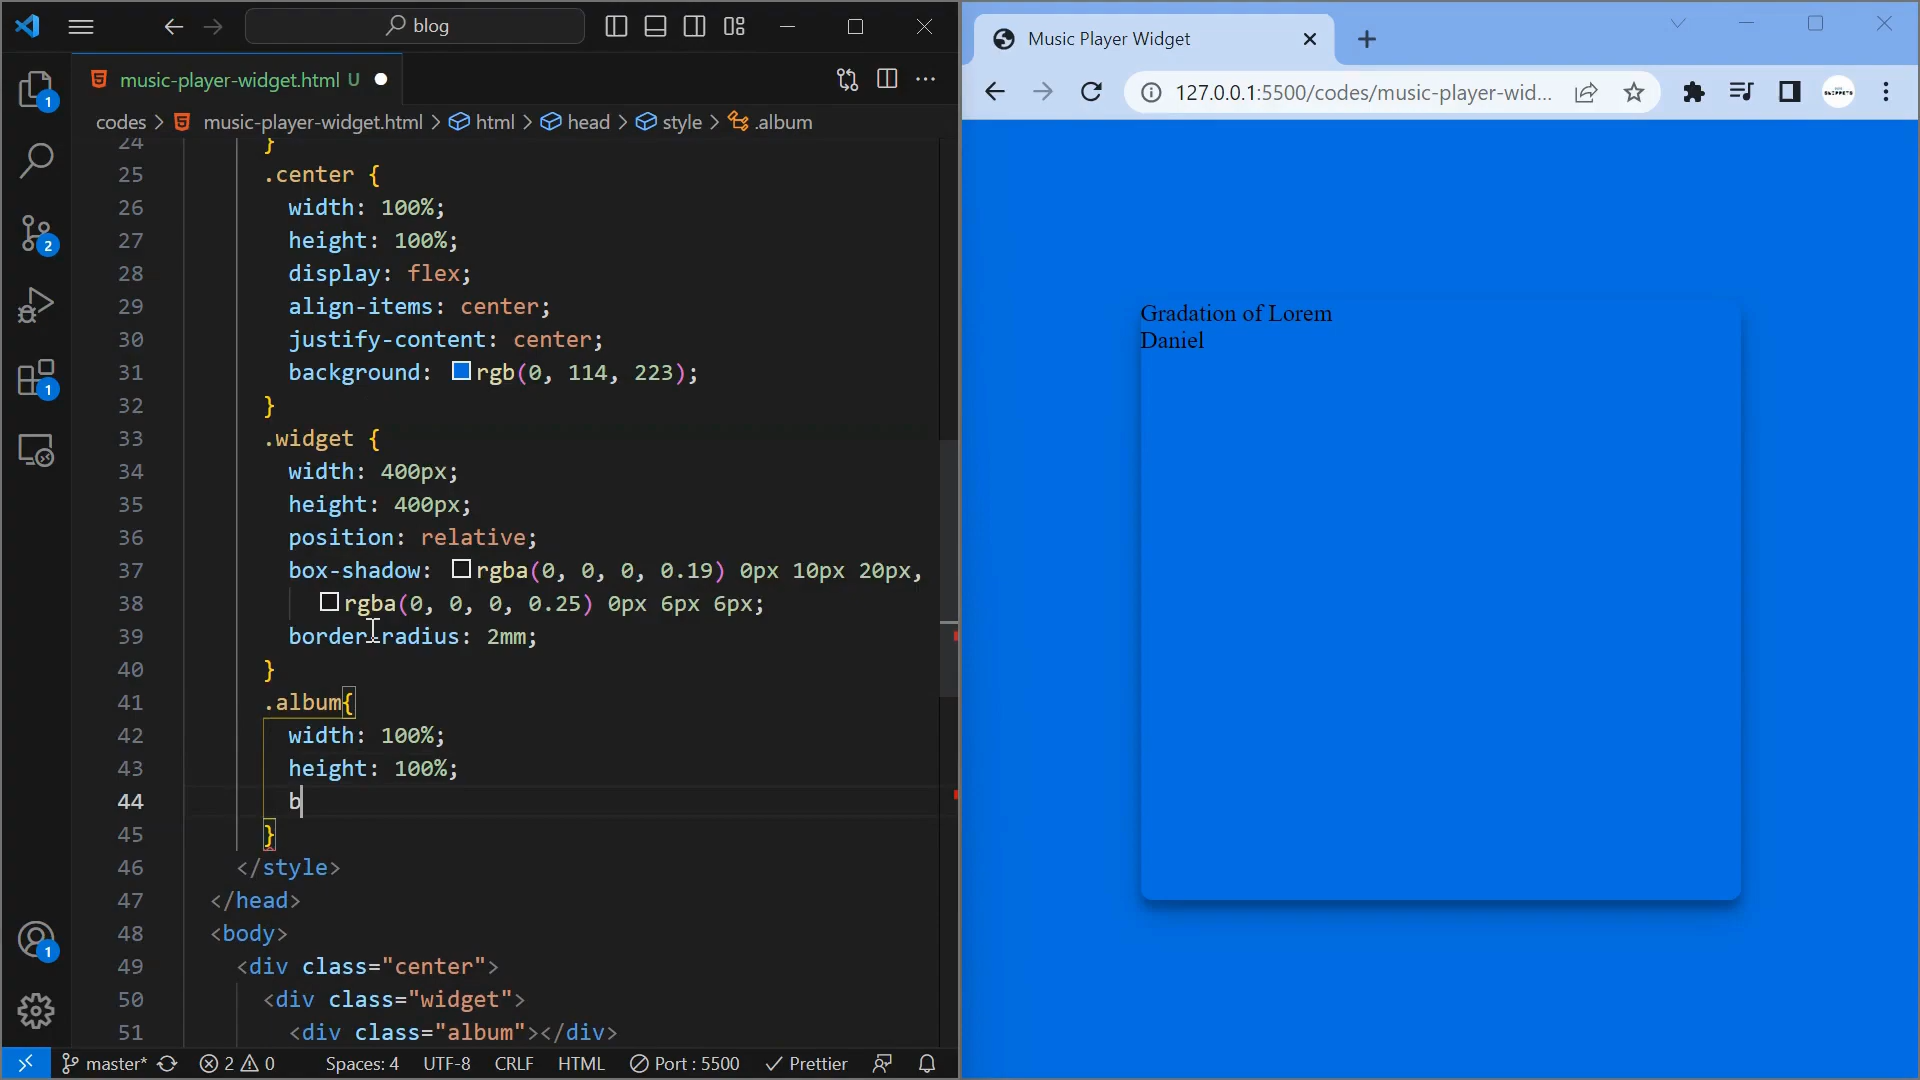 blog
music-player-widget.html U
codes > music-player-widget.html > html > head > style > .album
24 }
25 .center {
26 width: 100%;
27 height: 100%;
28 display: flex;
29 align-items: center;
30 justify-content: center;
31 background: rgb(0, 114, 223);
32 }
33 .widget {
34 width: 400px;
35 height: 400px;
36 position: relative;
37 box-shadow: rgba(0, 0, 0, 0.19) 0px 10px 20px,
38 rgba(0, 0, 0, 0.25) 0px 6px 6px;
39 border-radius: 2mm;
40 }
41 .album{
42 width: 100%;
43 height: 100%;
44 b
45 }
46 </style>
47 </head>
48 <body>
49 <div class="center">
50 <div class="widget">
51 <div class="album"></div>
1
2
1
1
master* 2 0 Spaces: 4 UTF-8 CRLF HTML Port : 5500 Prettier
Music Player Widget
127.0.0.1:5500/codes/music-player-wid...
Gradation of Lorem
Daniel